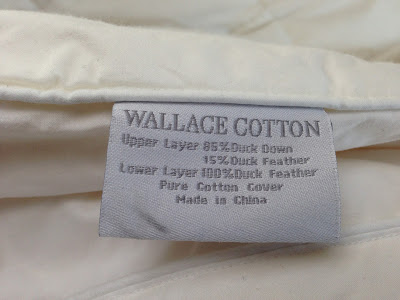 WALLACE COTTON
Upper Layer 85% Duck Down
15% Duck Feather
Lower Layer 100% Duck Feather
Pure Cotton Cover
Made in China